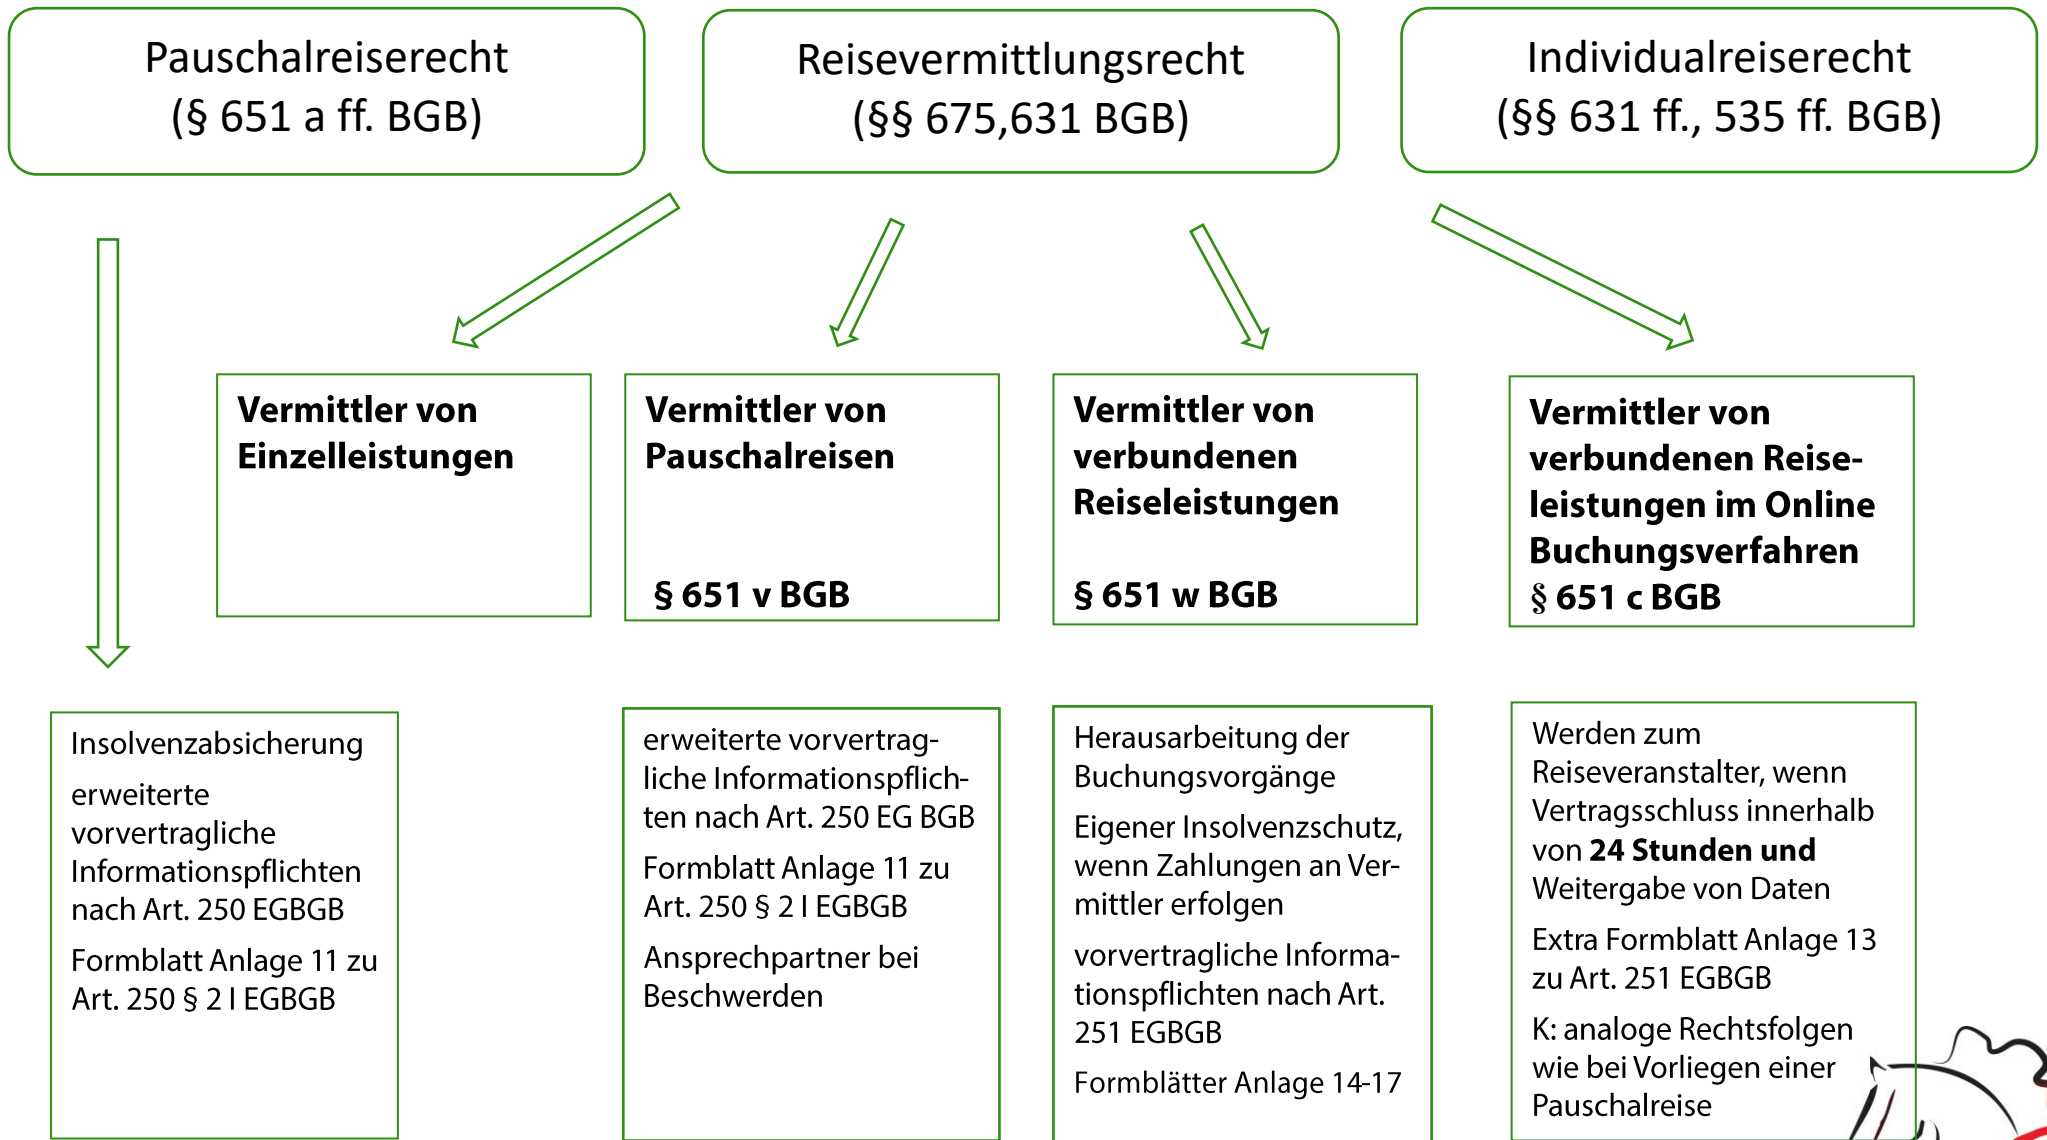 Pauschalreiserecht
(§ 651 a ff. BGB)
Reisevermittlungsrecht
(§§ 675,631 BGB)
Individualreiserecht
(§§ 631 ff., 535 ff. BGB)
Vermittler von
Einzelleistungen
Vermittler von
Pauschalreisen
§ 651 v BGB
Vermittler von
verbundenen
Reiseleistungen
§ 651 w BGB
Vermittler von
verbundenen Reise-
leistungen im Online
Buchungsverfahren
§ 651 c BGB
Insolvenzabsicherung
erweiterte
vorvertragliche
Informationspflichten
nach Art. 250 EGBGB
Formblatt Anlage 11 zu
Art. 250 § 2 I EGBGB
erweiterte vorvertrag-
liche Informationspflich-
ten nach Art. 250 EG BGB
Formblatt Anlage 11 zu
Art. 250 § 2 I EGBGB
Ansprechpartner bei
Beschwerden
Herausarbeitung der
Buchungsvorgänge
Eigener Insolvenzschutz,
wenn Zahlungen an Ver-
mittler erfolgen
vorvertragliche Informa-
tionspflichten nach Art.
251 EGBGB
Formblätter Anlage 14-17
Werden zum
Reiseveranstalter, wenn
Vertragsschluss innerhalb
von 24 Stunden und
Weitergabe von Daten
Extra Formblatt Anlage 13
zu Art. 251 EGBGB
K: analoge Rechtsfolgen
wie bei Vorliegen einer
Pauschalreise